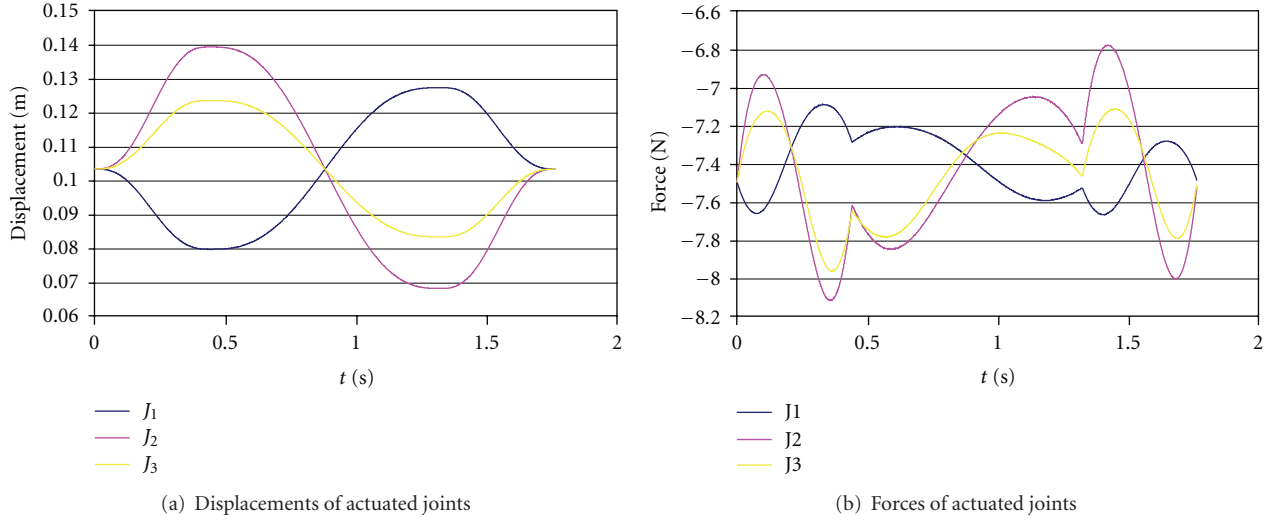 0.15
0.14
0.13
0.12
0.11
0.1
0.09
0.08
0.07
0.06
Displacement (m)
0 0.5 1 1.5 2
t (s)
J1
J2
J3
(a) Displacements of actuated joints
−6.6
−6.8
−7
−7.2
−7.4
−7.6
−7.8
−8
−8.2
Force (N)
0 0.5 1 1.5 2
t (s)
J1
J2
J3
(b) Forces of actuated joints